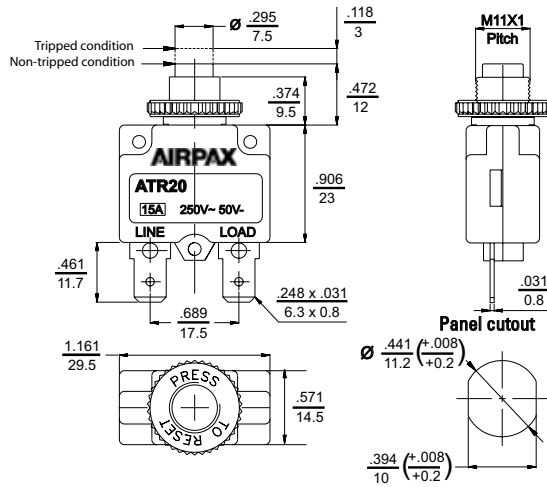 Ø .295
7.5
.118
3
Tripped condition
Non-tripped condition
.374
9.5
.472
12
M11X1
Pitch
AIRPAX
ATR20
15A 250V~ 50V-
LINE LOAD
.906
23
.461
11.7
.689
17.5
.248 x .031
6.3 x 0.8
.031
0.8
Panel cutout
1.161
29.5
PRESS
TO RESET
.571
14.5
Ø .441 (+.008)
11.2 (+0.2)
.394 (+.008)
10 (+0.2)